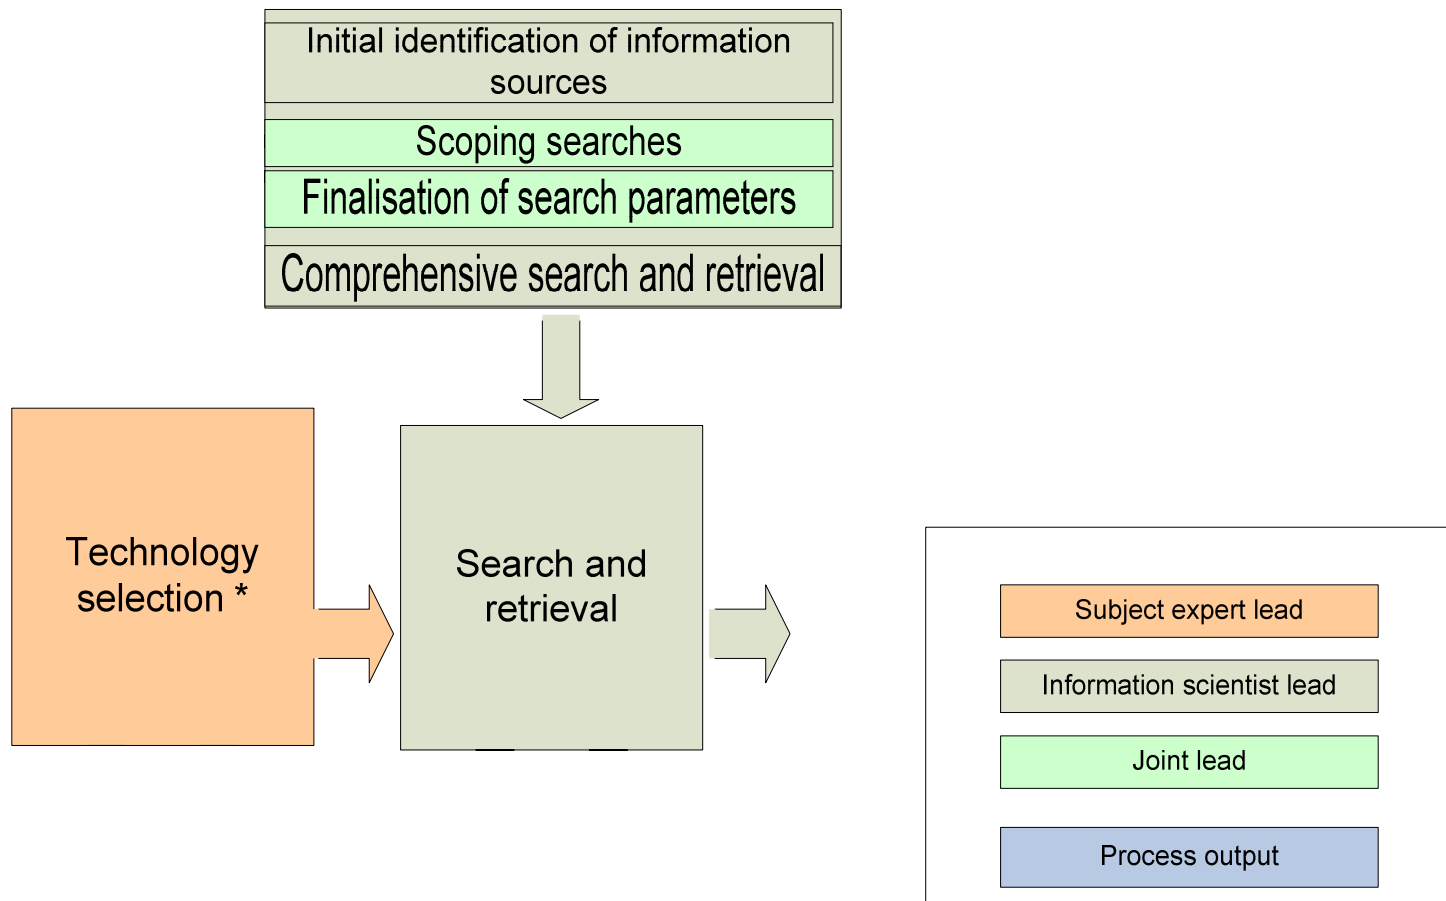 Initial identification of information
sources
Scoping searches
Finalisation of search parameters
Comprehensive search and retrieval
Technology
selection *
Search and
retrieval
Subject expert lead
Information scientist lead
Joint lead
Process output